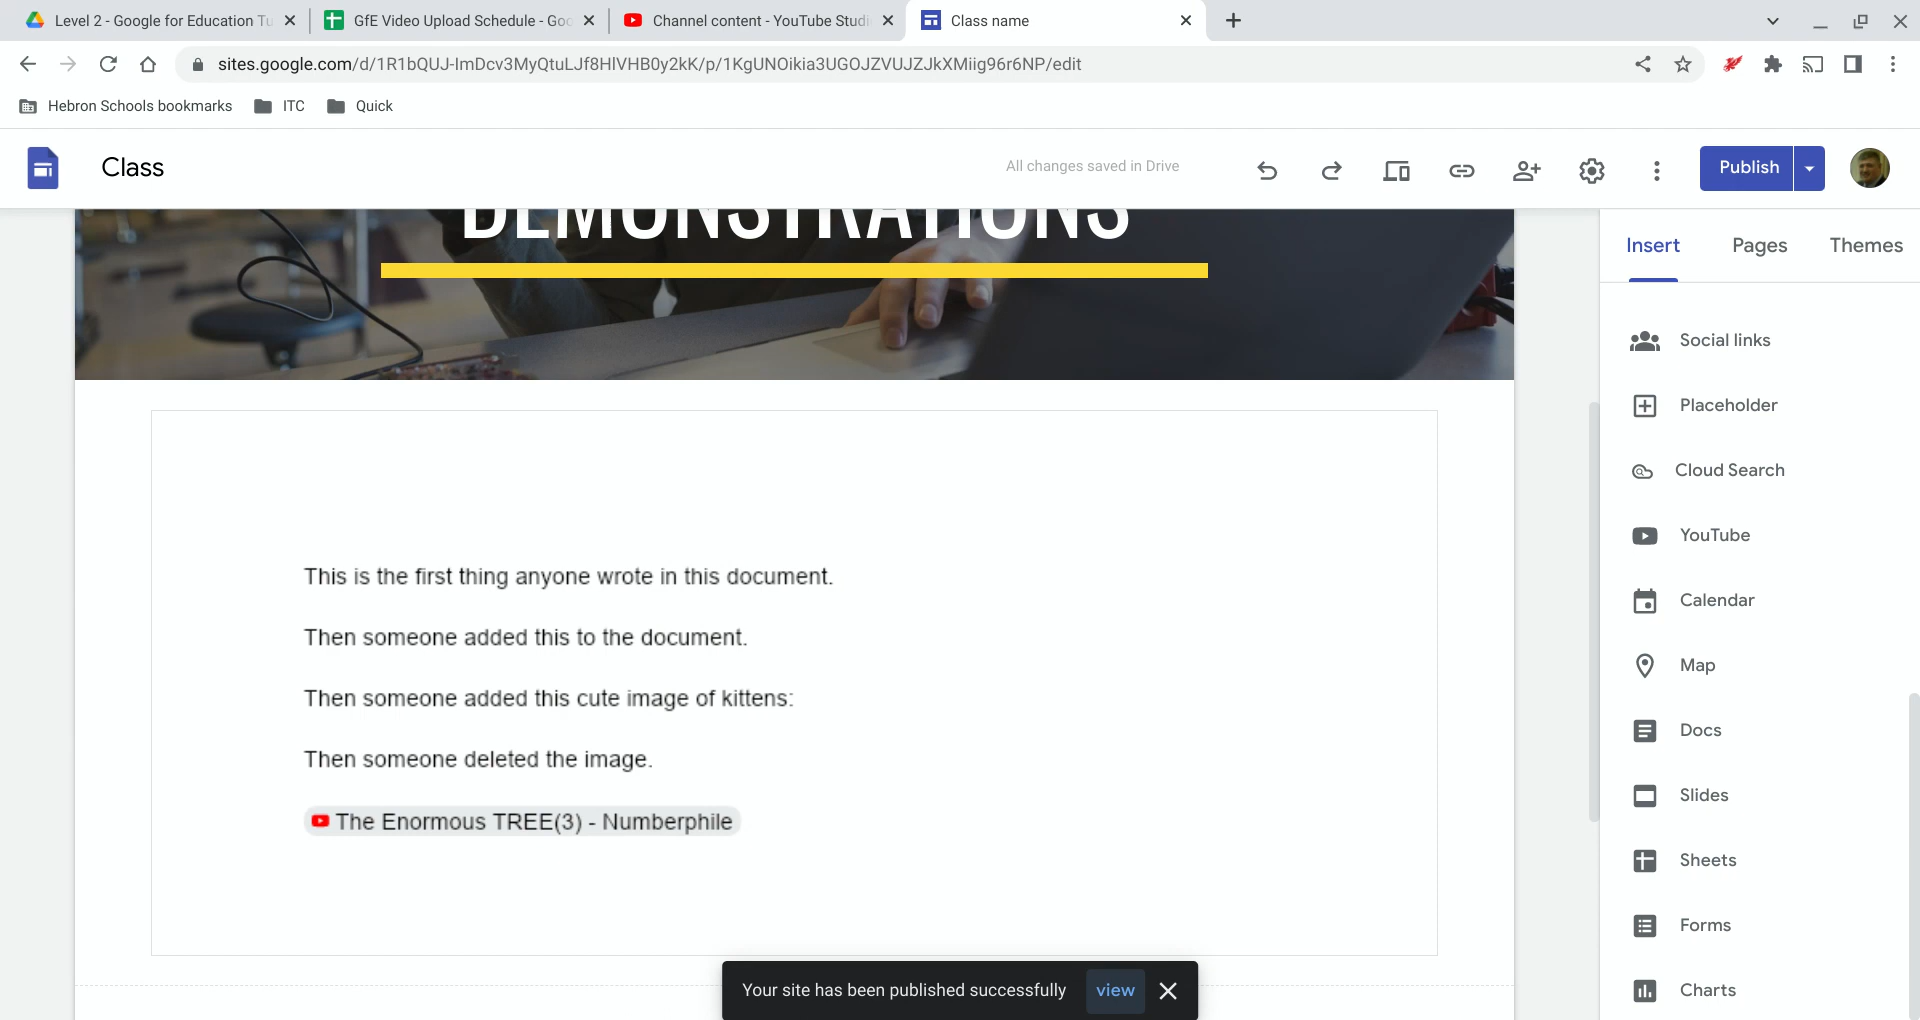 Level 2 - Google for Education Tu
GfE Video Upload Schedule - Goo
Channel content - YouTube Studi
Class name
sites.google.com/d/1R1bQUJ-ImDcv3MyQtuLJf8HlVHB0y2kK/p/1KgUNOikia3UGOJZVUJZJkXMiig96r6NP/edit
Hebron Schools bookmarks
ITC
Quick
Class
All changes saved in Drive
Publish
DEMONSTRATIONS
Insert
Pages
Themes
Social links
Placeholder
Cloud Search
YouTube
Calendar
Map
Docs
Slides
Sheets
Forms
Charts
This is the first thing anyone wrote in this document.
Then someone added this to the document.
Then someone added this cute image of kittens:
Then someone deleted the image.
The Enormous TREE(3) - Numberphile
Your site has been published successfully
view